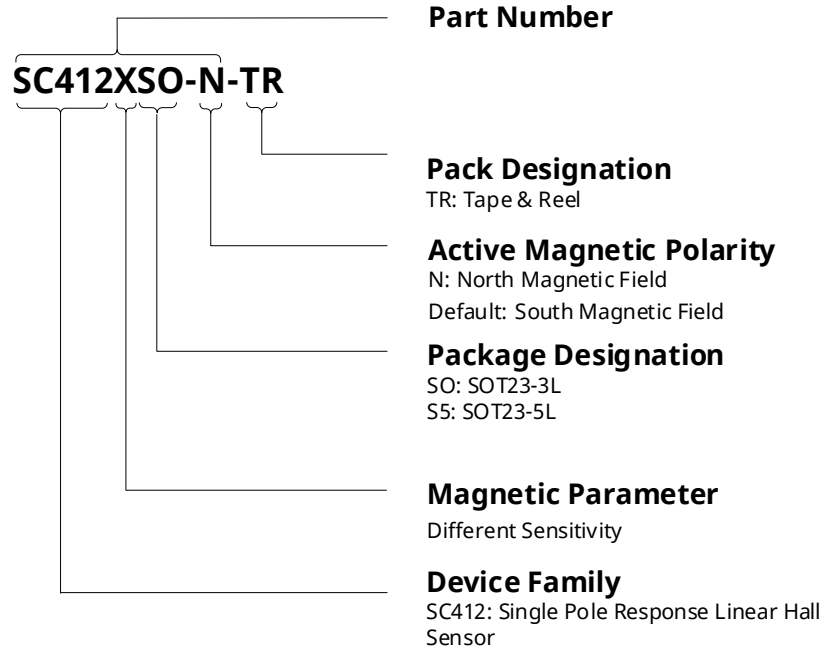 Part Number
SC412XSO-N-TR
Pack Designation
TR: Tape & Reel
Active Magnetic Polarity
N: North Magnetic Field
Default: South Magnetic Field
Package Designation
SO: SOT23-3L
S5: SOT23-5L
Magnetic Parameter
Different Sensitivity
Device Family
SC412: Single Pole Response Linear Hall
Sensor